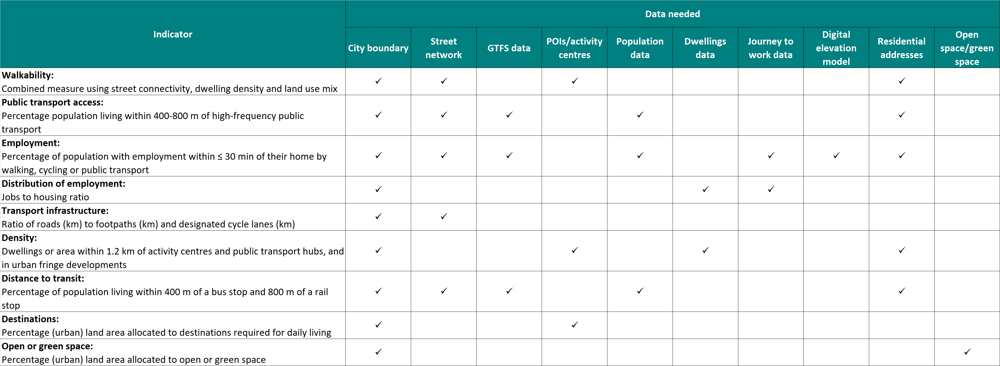 Indicator
Data needed
City boundary
Street
network
GTFS data
POIs/activity
centres
Population
data
Dwellings
data
Journey to
work data
Digital
elevation
model
Residential
addresses
Open
space/green
space
Walkability:
Combined measure using street connectivity, dwelling density and land use mix
✓ ✓ ✓ ✓
Public transport access:
Percentage population living within 400-800 m of high-frequency public
transport
✓ ✓ ✓ ✓ ✓
Employment:
Percentage of population with employment within ≤ 30 min of their home by
walking, cycling or public transport
✓ ✓ ✓ ✓ ✓ ✓ ✓
Distribution of employment:
Jobs to housing ratio
✓ ✓ ✓
Transport infrastructure:
Ratio of roads (km) to footpaths (km) and designated cycle lanes (km)
✓ ✓
Density:
Dwellings or area within 1.2 km of activity centres and public transport hubs, and
in urban fringe developments
✓ ✓ ✓ ✓
Distance to transit:
Percentage of population living within 400 m of a bus stop and 800 m of a rail
stop
✓ ✓ ✓ ✓ ✓
Destinations:
Percentage (urban) land area allocated to destinations required for daily living
✓ ✓
Open or green space:
Percentage (urban) land area allocated to open or green space
✓ ✓